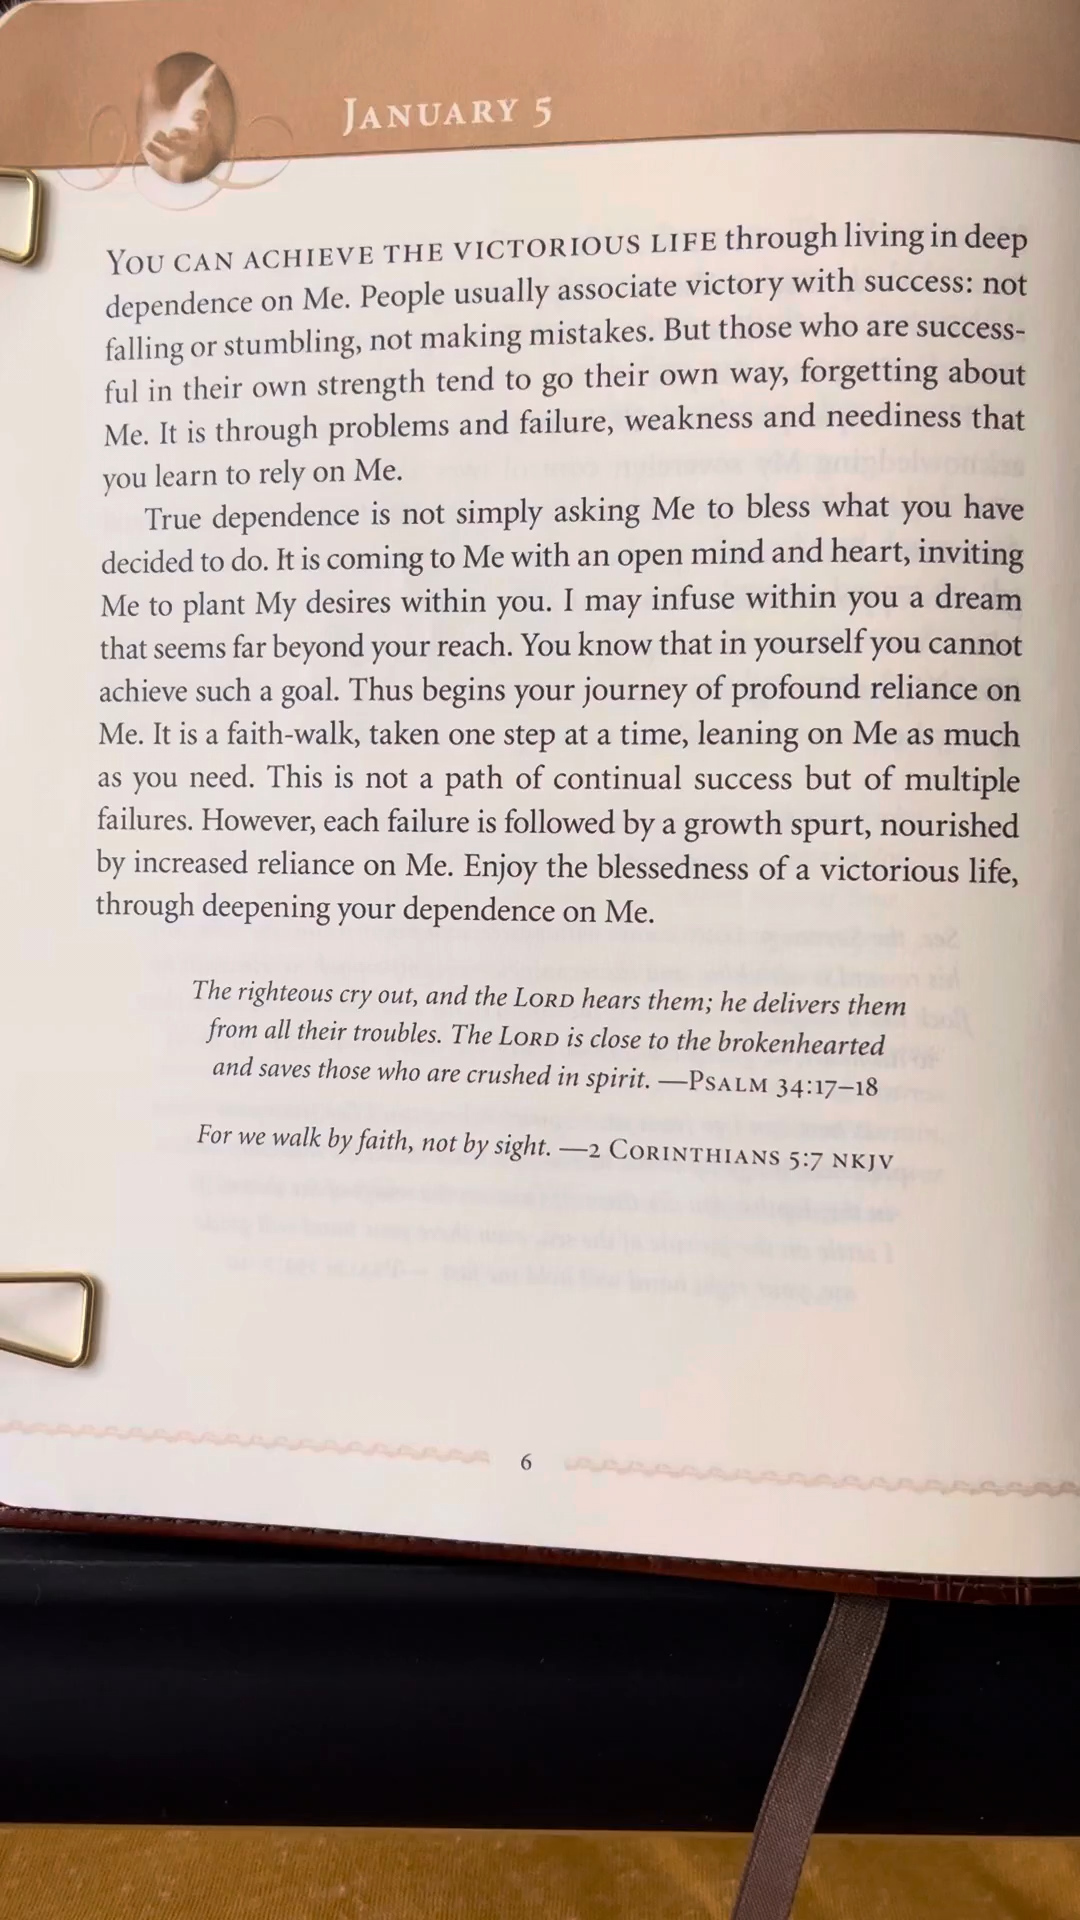 January 5
You can achieve the victorious life through living in deep
dependence on Me. People usually associate victory with success: not
falling or stumbling, not making mistakes. But those who are success-
ful in their own strength tend to go their own way, forgetting about
Me. It is through problems and failure, weakness and neediness that
you learn to rely on Me.
True dependence is not simply asking Me to bless what you have
decided to do. It is coming to Me with an open mind and heart, inviting
Me to plant My desires within you. I may infuse within you a dream
that seems far beyond your reach. You know that in yourself you cannot
achieve such a goal. Thus begins your journey of profound reliance on
Me. It is a faith-walk, taken one step at a time, leaning on Me as much
as you need. This is not a path of continual success but of multiple
failures. However, each failure is followed by a growth spurt, nourished
by increased reliance on Me. Enjoy the blessedness of a victorious life,
through deepening your dependence on Me.
The righteous cry out, and the Lord hears them; he delivers them
from all their troubles. The Lord is close to the brokenhearted
and saves those who are crushed in spirit. —Psalm 34:17–18
For we walk by faith, not by sight. —2 Corinthians 5:7 NKJV
6